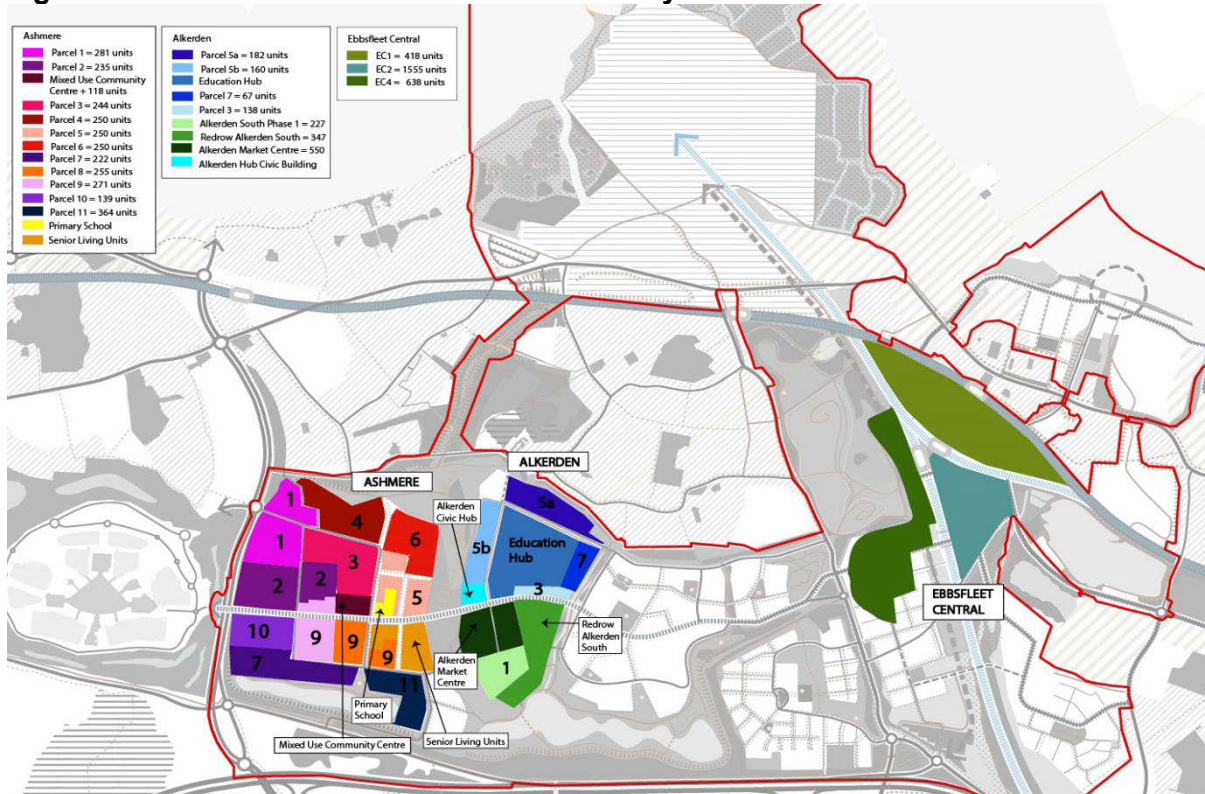 Ashmere
Parcel 1 = 281 units
Parcel 2 = 235 units
Mixed Use Community
Centre + 118 units
Parcel 3 = 244 units
Parcel 4 = 250 units
Parcel 5 = 250 units
Parcel 6 = 250 units
Parcel 7 = 222 units
Parcel 8 = 255 units
Parcel 9 = 271 units
Parcel 10 = 139 units
Parcel 11 = 364 units
Primary School
Senior Living Units
Alkerden
Parcel 5a = 182 units
Parcel 5b = 160 units
Education Hub
Parcel 7 = 67 units
Parcel 3 = 138 units
Alkerden South Phase 1 = 227
Redrow Alkerden South = 347
Alkerden Market Centre = 550
Alkerden Hub Civic Building
Ebbsfleet Central
EC1 = 418 units
EC2 = 1555 units
EC4 = 638 units
ALKERDEN
ASHMERE
Alkerden
Civic Hub
1
4
6
5a
1
3
5b
Education
Hub
7
2
2
5
3
10
9
9
9
7
11
1
Redrow
Alkerden
South
Alkerden
Market
Centre
Primary
School
Mixed Use Community Centre
Senior Living Units
EBBSFLEET
CENTRAL